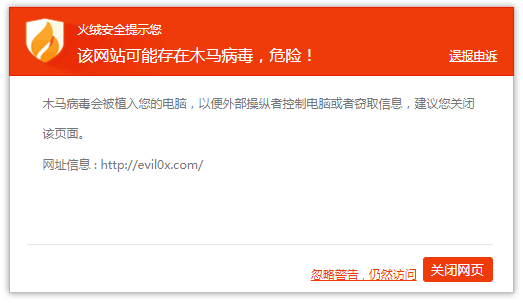 火绒安全提示您
该网站可能存在木马病毒，危险！
误报申诉
木马病毒会被植入您的电脑，以便外部操纵者控制电脑或者窃取信息，建议您关闭
该页面。
网址信息：http://evil0x.com/
忽略警告，仍然访问
关闭网页